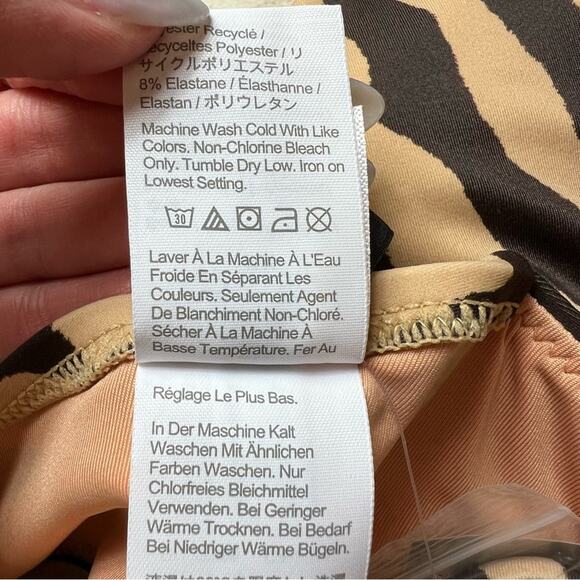 Recyclé /
Recyceltes Polyester / リ
サイクルポリエステル
8% Elastane / Élasthanne /
Elastan / ポリウレタン
Machine Wash Cold With Like
Colors. Non-Chlorine Bleach
Only. Tumble Dry Low. Iron on
Lowest Setting.
30
Laver À La Machine À L'Eau
Froide En Séparant Les
Couleurs. Seulement Agent
De Blanchiment Non-Chloré.
Sécher À La Machine À
Basse Température. Fer Au
Réglage Le Plus Bas.
In Der Maschine Kalt
Waschen Mit Ähnlichen
Farben Waschen. Nur
Chlorfreies Bleichmittel
Verwenden. Bei Geringer
Wärme Trocknen. Bei Bedarf
Bei Niedriger Wärme Bügeln.